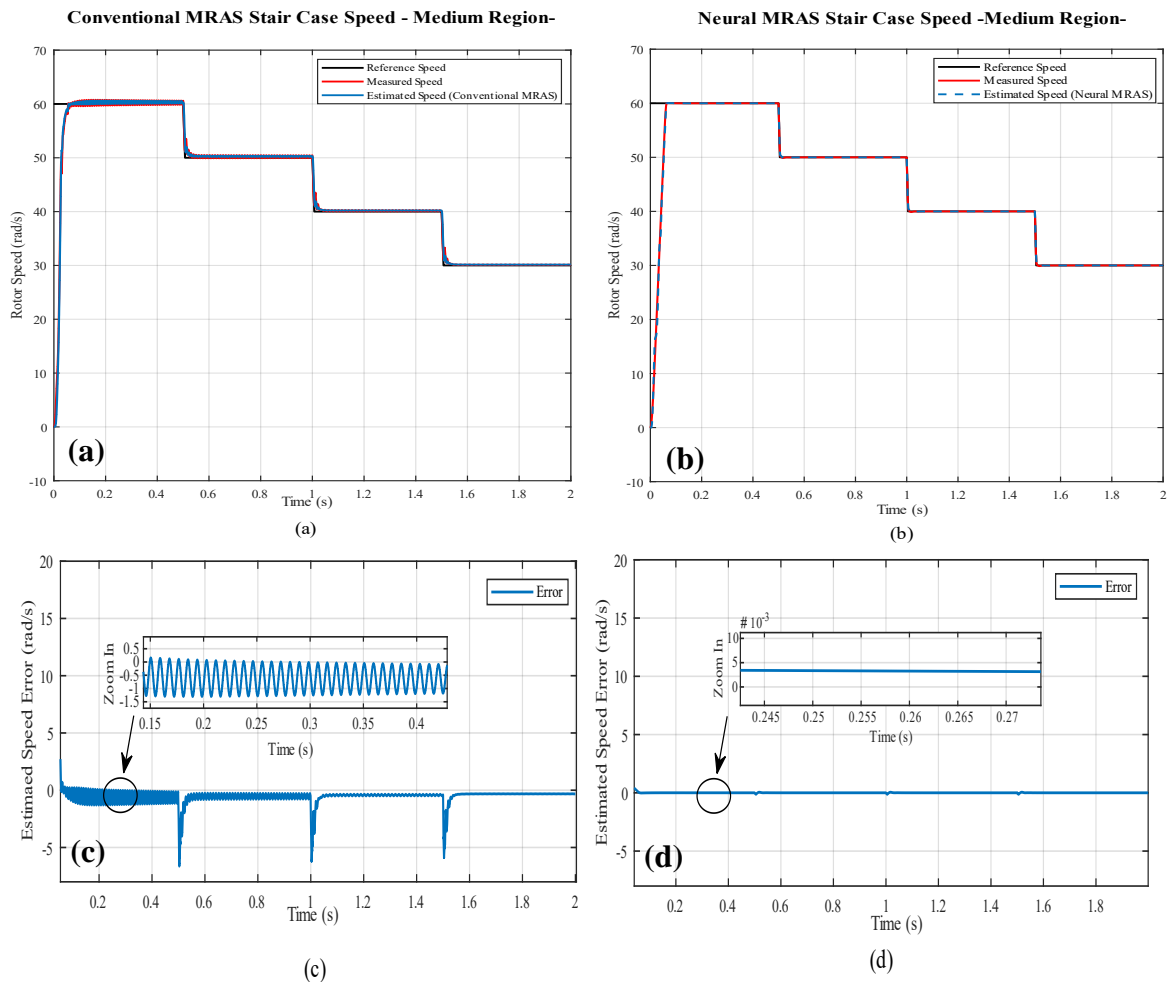 Conventional MRAS Stair Case Speed - Medium Region-
70
60
50
40
30
20
10
0
-10
Rotor Speed (rad/s)
Reference Speed
Measured Speed
Estimated Speed (Conventional MRAS)
(a)
0 0.2 0.4 0.6 0.8 1 1.2 1.4 1.6 1.8 2
Time (s)
(a)
Neural MRAS Stair Case Speed -Medium Region-
70
60
50
40
30
20
10
0
-10
Rotor Speed (rad/s)
Reference Speed
Measured Speed
Estimated Speed (Neural MRAS)
(b)
0 0.2 0.4 0.6 0.8 1 1.2 1.4 1.6 1.8 2
Time (s)
(b)
20
15
10
5
0
-5
Estimaed Speed Error (rad/s)
Error
0.5
0
-0.5
-1
-1.5
Zoom In
0.15 0.2 0.25 0.3 0.35 0.4
Time (s)
(c)
0.2 0.4 0.6 0.8 1 1.2 1.4 1.6 1.8 2
Time (s)
(c)
20
15
10
5
0
-5
Estimated Speed Error (rad/s)
Error
# 10-3
10
5
0
Zoom In
0.245 0.25 0.255 0.26 0.265 0.27
Time (s)
(d)
0.2 0.4 0.6 0.8 1 1.2 1.4 1.6 1.8
Time (s)
(d)